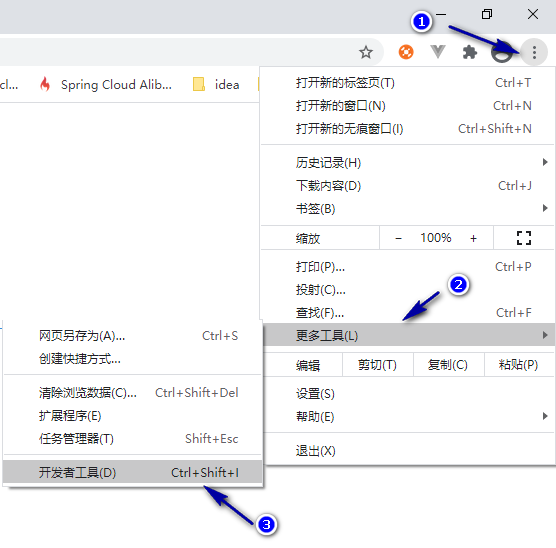 1
cl...
Spring Cloud Alib...
idea
打开新的标签页(T) Ctrl+T
打开新的窗口(N) Ctrl+N
打开新的无痕窗口(I) Ctrl+Shift+N
历史记录(H)
下载内容(D) Ctrl+J
书签(B)
缩放 − 100% +
打印(P)... Ctrl+P
投射(C)...
2
查找(F)... Ctrl+F
更多工具(L)
编辑 剪切(T) 复制(C) 粘贴(P)
设置(S)
帮助(E)
退出(X)
网页另存为(A)... Ctrl+S
创建快捷方式...
清除浏览数据(C)... Ctrl+Shift+Del
扩展程序(E)
任务管理器(T) Shift+Esc
开发者工具(D) Ctrl+Shift+I
3